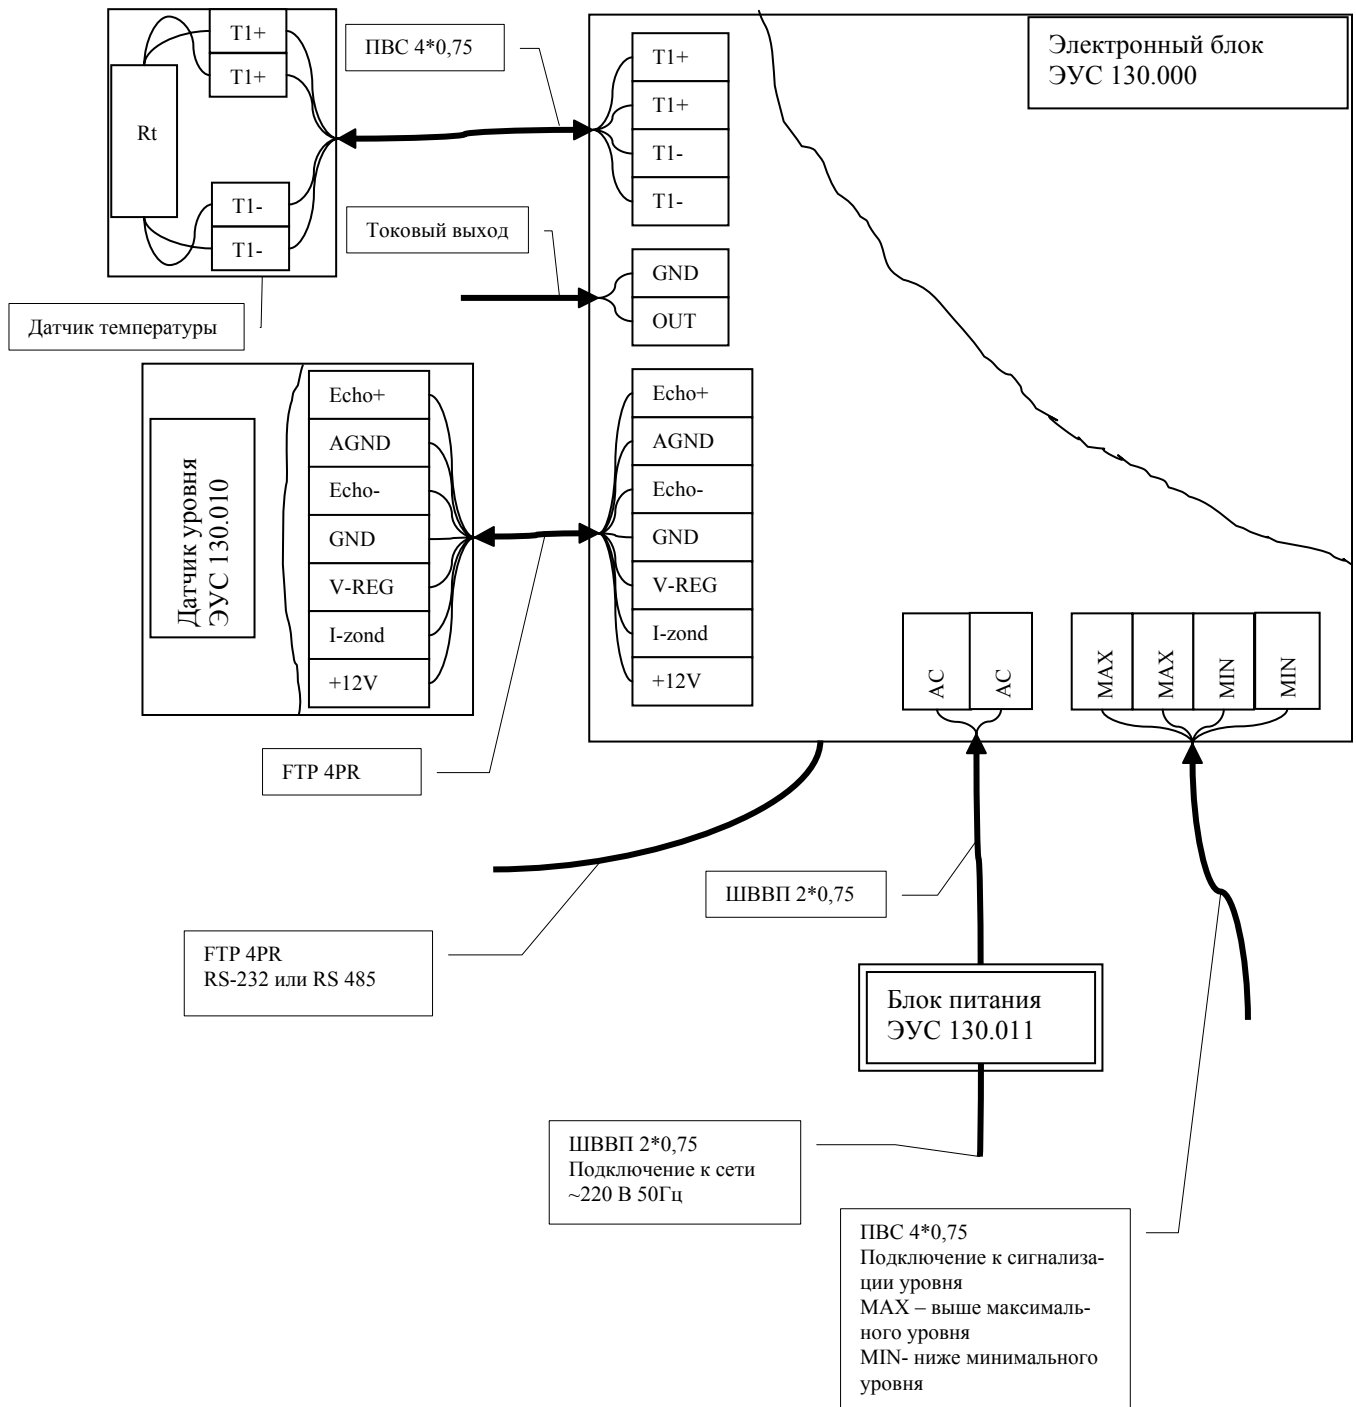 T1+
T1+
Rt
T1-
T1-
Датчик температуры
ПВС 4*0,75
Токовый выход
T1+
T1+
T1-
T1-
GND
OUT
Электронный блок
ЭУС 130.000
Датчик уровня
ЭУС 130.010
Echo+
AGND
Echo-
GND
V-REG
I-zond
+12V
Echo+
AGND
Echo-
GND
V-REG
I-zond
+12V
AC
AC
MAX
MAX
MIN
MIN
FTP 4PR
ШВВП 2*0,75
FTP 4PR
RS-232 или RS 485
Блок питания
ЭУС 130.011
ШВВП 2*0,75
Подключение к сети
~220 В 50Гц
ПВС 4*0,75
Подключение к сигнализа-
ции уровня
MAX – выше максималь-
ного уровня
MIN- ниже минимального
уровня